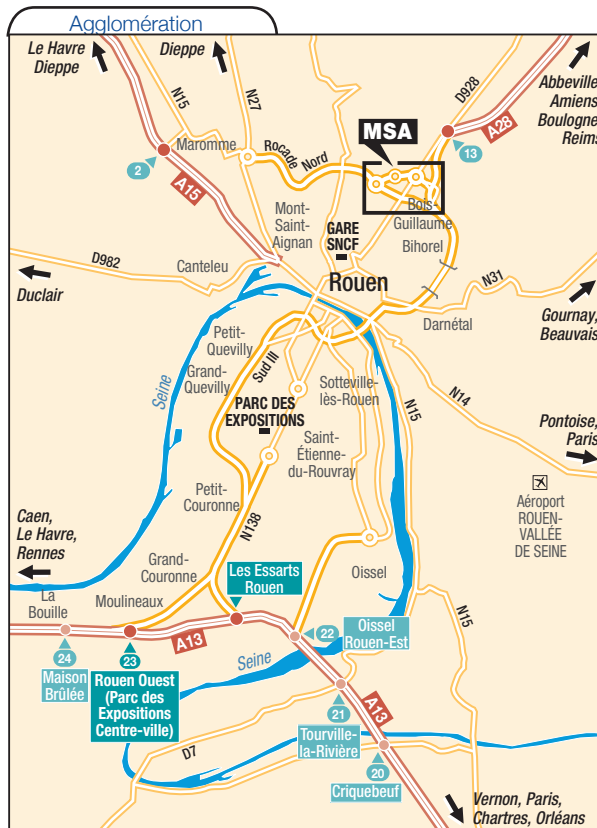 Agglomération
Le Havre
Dieppe
Dieppe
N15
N27
D928
Abbeville
Amiens
Boulogne
Reims
MSA
A28
13
Maromme
Rocade
Nord
2
A15
Mont-
Saint-
Aignan
GARE
SNCF
Bois-
Guillaume
Bihorel
D982
Canteleu
Duclair
Rouen
N31
Gournay,
Beauvais
Darnétal
Petit-
Quevilly
Seine
Grand-
Quevilly
Sud III
Sotteville-
lès-Rouen
N15
N14
PARC DES
EXPOSITIONS
Pontoise,
Paris
Saint-
Étienne-
du-Rouvray
Petit-
Couronne
Aéroport
ROUEN-
VALLÉE
DE SEINE
Caen,
Le Havre,
Rennes
N138
Grand-
Couronne
Les Essarts
Rouen
Oissel
La
Bouille
Moulineaux
N15
A13
22
Oissel
Rouen-Est
24
Maison
Brûlée
23
Rouen Ouest
(Parc des
Expositions
Centre-ville)
Seine
A13
21
Tourville-
la-Rivière
D7
20
Criquebeuf
Vernon, Paris,
Chartres, Orléans